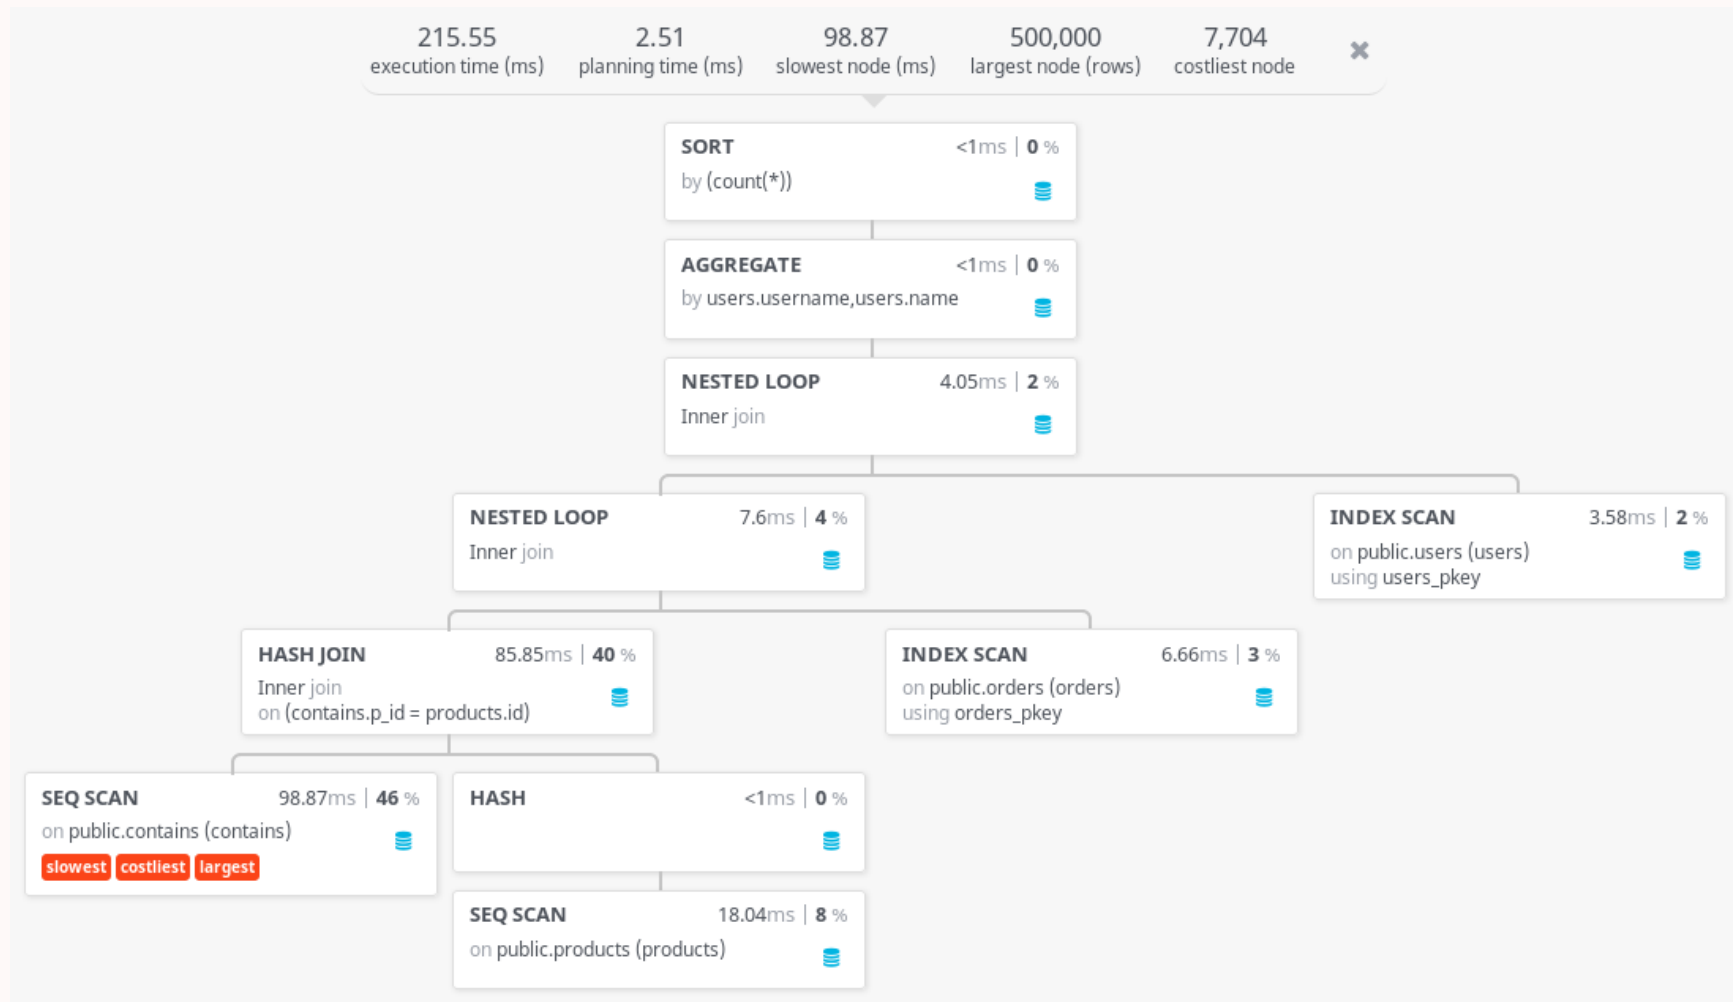 215.55 2.51 98.87 500,000 7,704
execution time (ms) planning time (ms) slowest node (ms) largest node (rows) costliest node
SORT <1ms | 0 %
by (count(*))
AGGREGATE <1ms | 0 %
by users.username,users.name
NESTED LOOP 4.05ms | 2 %
Inner join
NESTED LOOP 7.6ms | 4 %
Inner join
INDEX SCAN 3.58ms | 2 %
on public.users (users)
using users_pkey
HASH JOIN 85.85ms | 40 %
Inner join
on (contains.p_id = products.id)
INDEX SCAN 6.66ms | 3 %
on public.orders (orders)
using orders_pkey
SEQ SCAN 98.87ms | 46 %
on public.contains (contains)
slowest costliest largest
HASH <1ms | 0 %
SEQ SCAN 18.04ms | 8 %
on public.products (products)